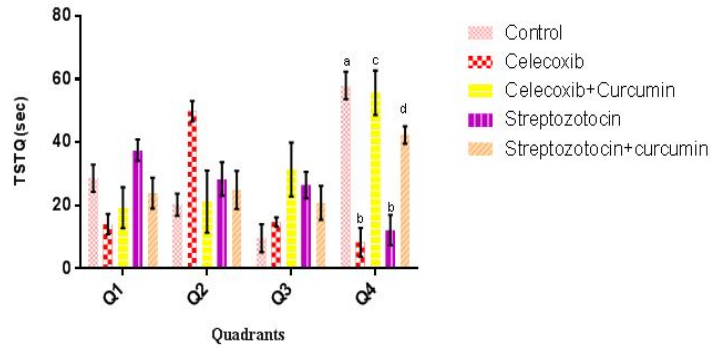 80
60
40
20
0
TSTQ(sec)
a
c
d
b
b
Q1
Q2
Q3
Q4
Quadrants
Control
Celecoxib
Celecoxib+Curcumin
Streptozotocin
Streptozotocin+curcumin